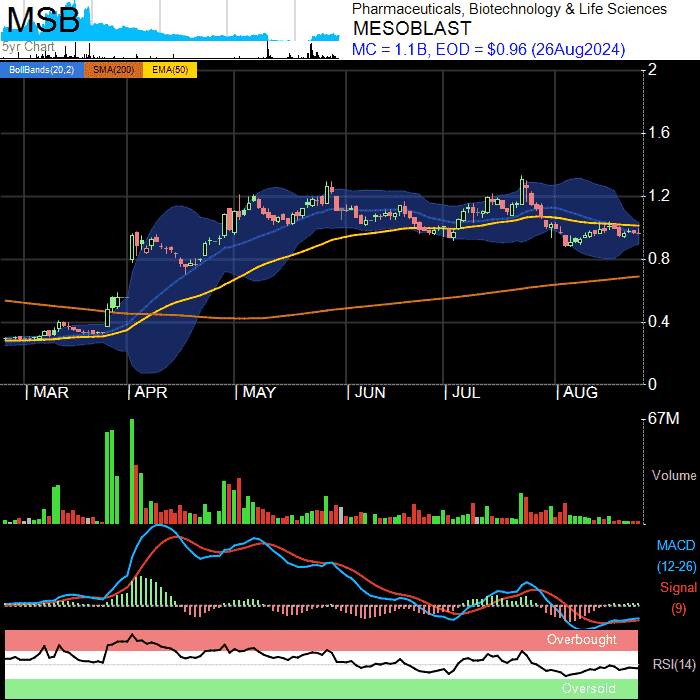 MSB
5yr Chart
Pharmaceuticals, Biotechnology & Life Sciences
MESOBLAST
MC = 1.1B, EOD = $0.96 (26Aug2024)
BollBands(20,2) SMA(200) EMA(50)
2
1.6
1.2
0.8
0.4
0
MAR APR MAY JUN JUL AUG
67M
Volume
MACD
(12-26)
Signal
(9)
Overbought
RSI(14)
Oversold